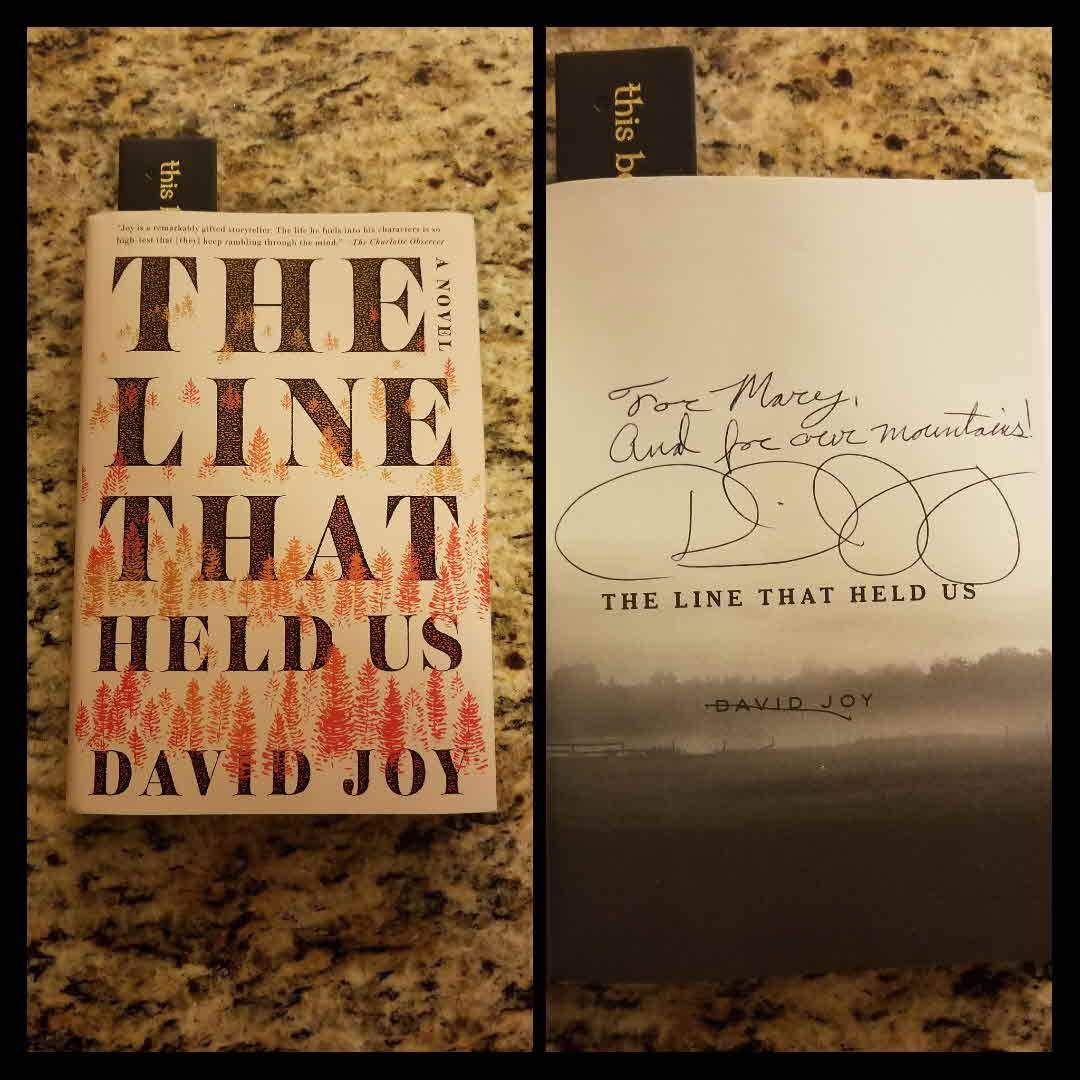 this
"Joy is a remarkably gifted storyteller. The life he fuels into his characters is so
high-test that [they] keep rambling through the mind." The Charlotte Observer
THE
A NOVEL
LINE
THAT
HELD US
DAVID JOY
this b
For Marcy,
And for our mountains!
THE LINE THAT HELD US
DAVID JOY